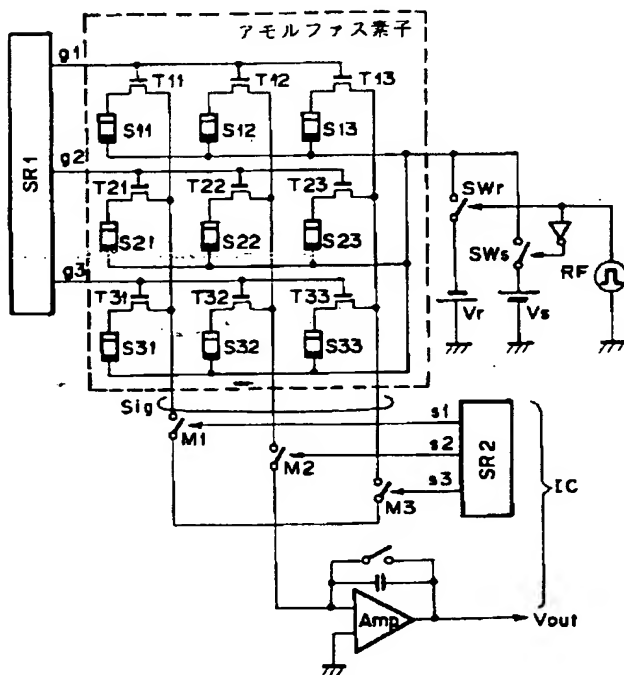 アモルファス素子
g1
T11
T12
T13
S11
S12
S13
SR1
g2
T21
T22
T23
S21
S22
S23
SWr
SWs
RF
Vr
Vs
g3
T31
T32
T33
S31
S32
S33
Sig
M1
s1
M2
s2
M3
s3
SR2
IC
Amp
Vout